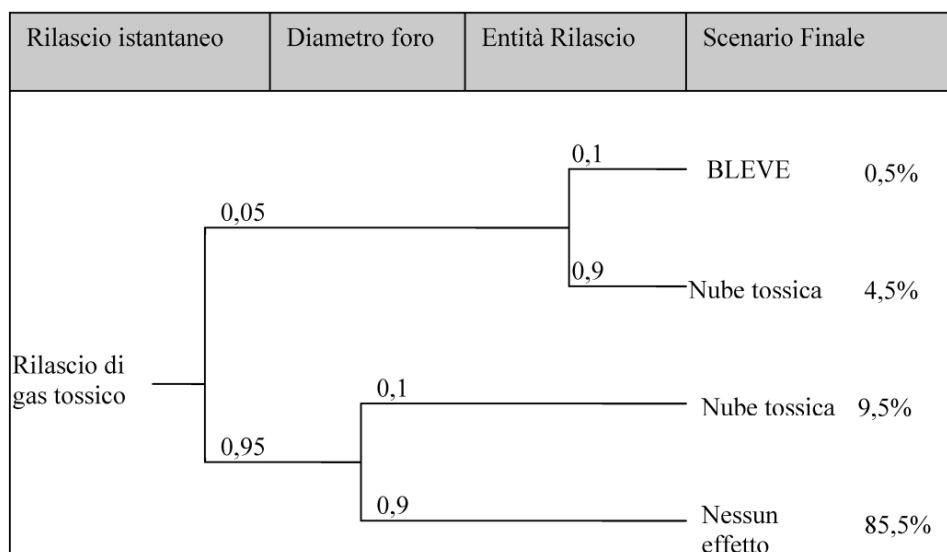 Rilascio istantaneo
Diametro foro
Entità Rilascio
Scenario Finale
0,1
BLEVE 0,5%
0,05
0,9
Nube tossica 4,5%
Rilascio di
gas tossico
0,1
Nube tossica 9,5%
0,95
0,9
Nessun
effetto
85,5%